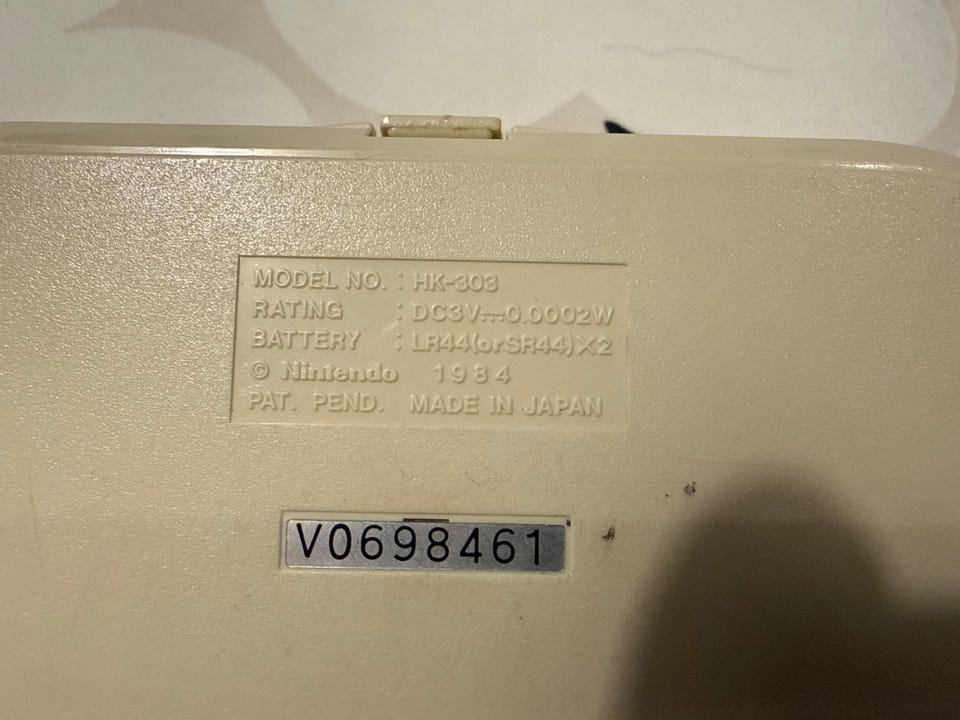 MODEL NO. : HK-303
RATING : DC3V⎓0.0002W
BATTERY : LR44(orSR44)×2
© Nintendo 1984
PAT. PEND. MADE IN JAPAN
V0698461